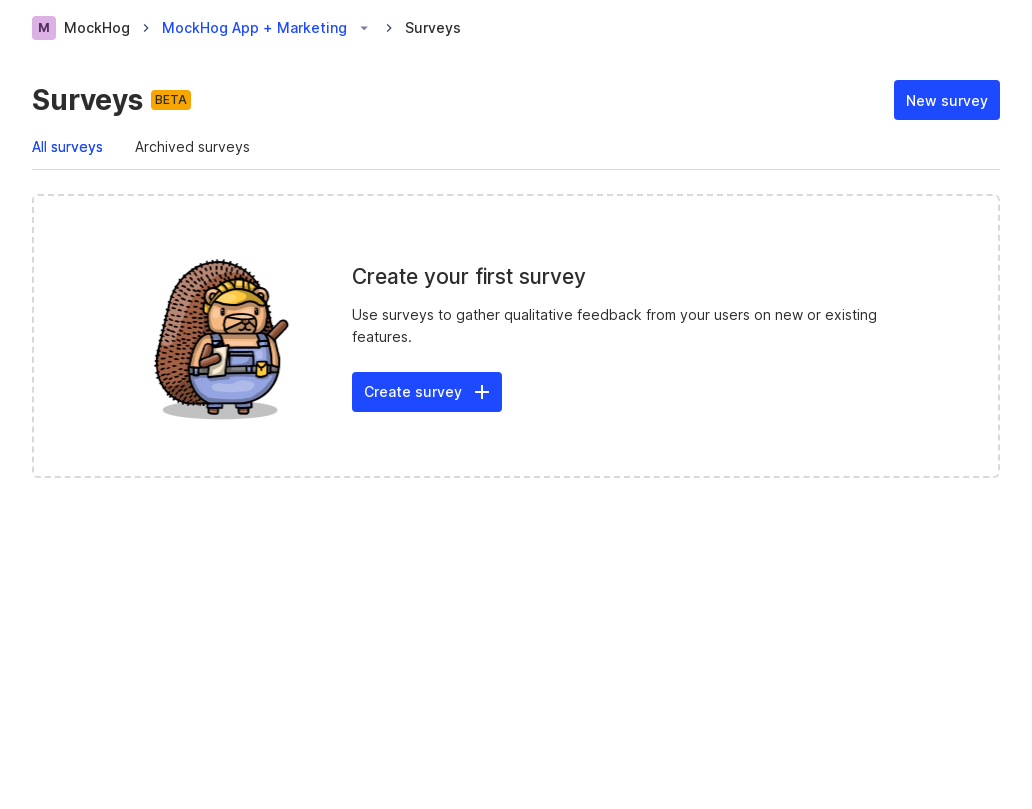 M MockHog MockHog App + Marketing Surveys
Surveys BETA
New survey
All surveys Archived surveys
Create your first survey
Use surveys to gather qualitative feedback from your users on new or existing
features.
Create survey